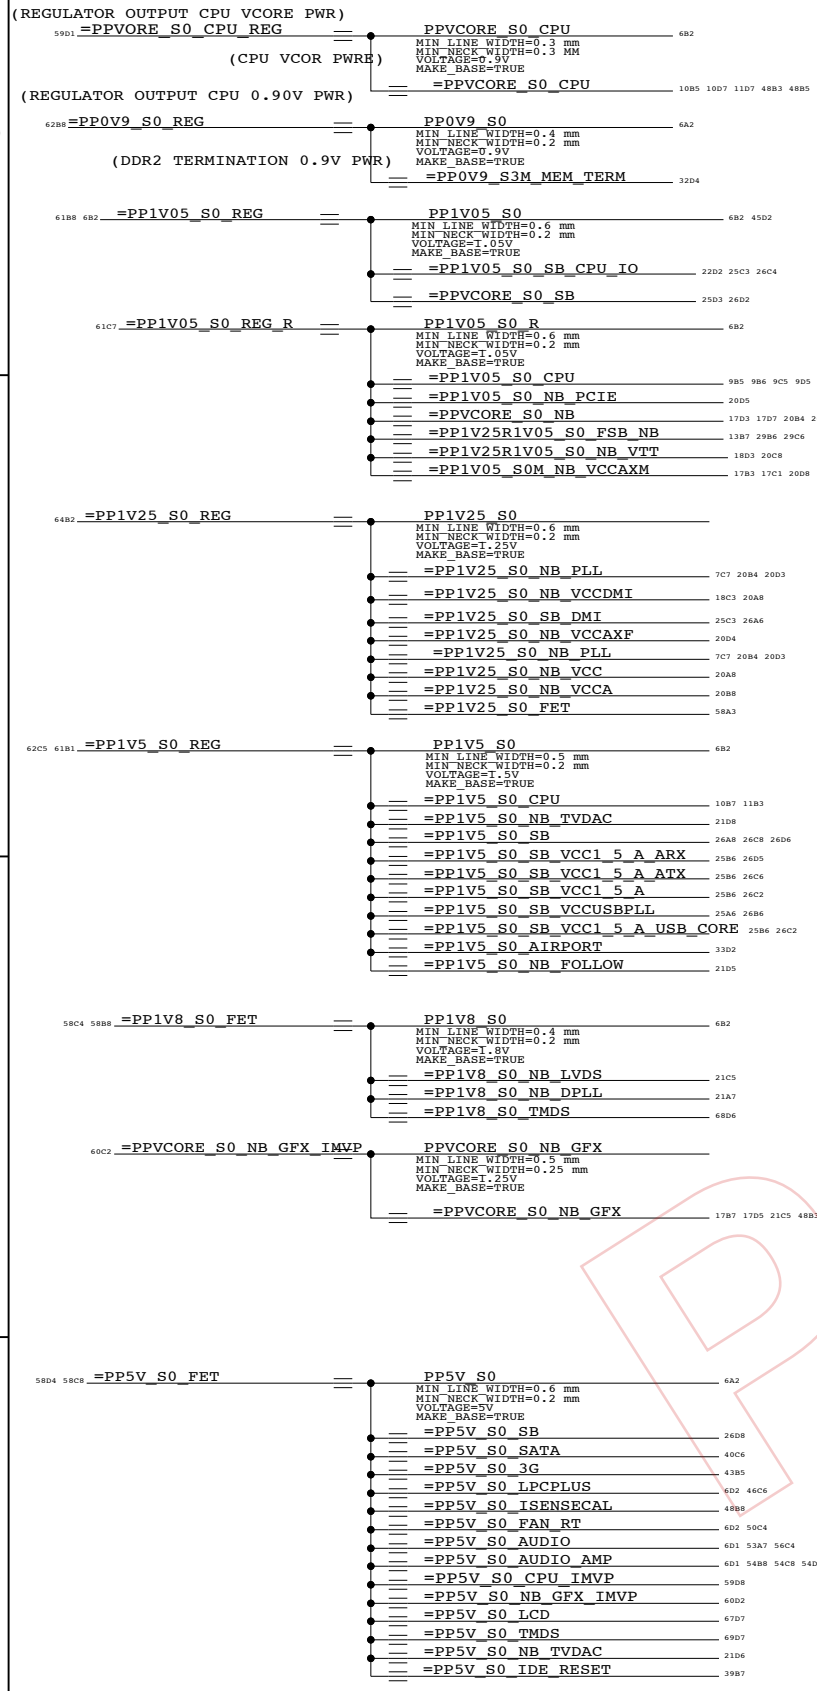 (REGULATOR OUTPUT CPU VCORE PWR)
59D1 =PPVORE_S0_CPU_REG PPVCORE_S0_CPU 6B2
MIN_LINE_WIDTH=0.3 mm
MIN_NECK_WIDTH=0.3 MM
(CPU VCOR PWRE) VOLTAGE=0.9V
MAKE_BASE=TRUE
=PPVCORE_S0_CPU 10B5 10D7 11D7 48B3 48B5
(REGULATOR OUTPUT CPU 0.90V PWR)
62B8 =PP0V9_S0_REG PP0V9_S0 6A2
MIN_LINE_WIDTH=0.4 mm
MIN_NECK_WIDTH=0.2 mm
VOLTAGE=0.9V
(DDR2 TERMINATION 0.9V PWR) MAKE_BASE=TRUE
=PP0V9_S3M_MEM_TERM 32D4
61B8 6B2 =PP1V05_S0_REG PP1V05_S0 6B2 45D2
MIN_LINE_WIDTH=0.6 mm
MIN_NECK_WIDTH=0.2 mm
VOLTAGE=1.05V
MAKE_BASE=TRUE
=PP1V05_S0_SB_CPU_IO 22D2 25C3 26C4
=PPVCORE_S0_SB 25D3 26D2
61C7 =PP1V05_S0_REG_R PP1V05_S0_R 6B2
MIN_LINE_WIDTH=0.6 mm
MIN_NECK_WIDTH=0.2 mm
VOLTAGE=1.05V
MAKE_BASE=TRUE
=PP1V05_S0_CPU 9B5 9B6 9C5 9D5
=PP1V05_S0_NB_PCIE 20D5
=PPVCORE_S0_NB 17D3 17D7 20B4 2
=PP1V25R1V05_S0_FSB_NB 13B7 29B6 29C6
=PP1V25R1V05_S0_NB_VTT 18D3 20C8
=PP1V05_S0M_NB_VCCAXM 17B3 17C1 20D8
64B2 =PP1V25_S0_REG PP1V25_S0
MIN_LINE_WIDTH=0.6 mm
MIN_NECK_WIDTH=0.2 mm
VOLTAGE=1.25V
MAKE_BASE=TRUE
=PP1V25_S0_NB_PLL 7C7 20B4 20D3
=PP1V25_S0_NB_VCCDMI 18C3 20A8
=PP1V25_S0_SB_DMI 25C3 26A6
=PP1V25_S0_NB_VCCAXF 20D4
=PP1V25_S0_NB_PLL 7C7 20B4 20D3
=PP1V25_S0_NB_VCC 20A8
=PP1V25_S0_NB_VCCA 20B8
=PP1V25_S0_FET 58A3
62C5 61B1 =PP1V5_S0_REG PP1V5_S0 6B2
MIN_LINE_WIDTH=0.5 mm
MIN_NECK_WIDTH=0.2 mm
VOLTAGE=1.5V
MAKE_BASE=TRUE
=PP1V5_S0_CPU 10B7 11B3
=PP1V5_S0_NB_TVDAC 21D8
=PP1V5_S0_SB 26A8 26C8 26D6
=PP1V5_S0_SB_VCC1_5_A_ARX 25B6 26D5
=PP1V5_S0_SB_VCC1_5_A_ATX 25B6 26C6
=PP1V5_S0_SB_VCC1_5_A 25B6 26C2
=PP1V5_S0_SB_VCCUSBPLL 25A6 26B6
=PP1V5_S0_SB_VCC1_5_A_USB_CORE 25B6 26C2
=PP1V5_S0_AIRPORT 33D2
=PP1V5_S0_NB_FOLLOW 21D5
58C4 58B8 =PP1V8_S0_FET PP1V8_S0 6B2
MIN_LINE_WIDTH=0.4 mm
MIN_NECK_WIDTH=0.2 mm
VOLTAGE=1.8V
MAKE_BASE=TRUE
=PP1V8_S0_NB_LVDS 21C5
=PP1V8_S0_NB_DPLL 21A7
=PP1V8_S0_TMDS 68D6
60C2 =PPVCORE_S0_NB_GFX_IMVP PPVCORE_S0_NB_GFX
MIN_LINE_WIDTH=0.5 mm
MIN_NECK_WIDTH=0.25 mm
VOLTAGE=1.25V
MAKE_BASE=TRUE
=PPVCORE_S0_NB_GFX 17B7 17D5 21C5 48B3
58D4 58C8 =PP5V_S0_FET PP5V_S0 6A2
MIN_LINE_WIDTH=0.6 mm
MIN_NECK_WIDTH=0.2 mm
VOLTAGE=5V
MAKE_BASE=TRUE
=PP5V_S0_SB 26D8
=PP5V_S0_SATA 40C6
=PP5V_S0_3G 43B5
=PP5V_S0_LPCPLUS 6D2 46C6
=PP5V_S0_ISENSECAL 48B8
=PP5V_S0_FAN_RT 6D2 50C4
=PP5V_S0_AUDIO 6D1 53A7 56C4
=PP5V_S0_AUDIO_AMP 6D1 54B8 54C8 54D
=PP5V_S0_CPU_IMVP 59D8
=PP5V_S0_NB_GFX_IMVP 60D2
=PP5V_S0_LCD 67D7
=PP5V_S0_TMDS 69D7
=PP5V_S0_NB_TVDAC 21D6
=PP5V_S0_IDE_RESET 39B7